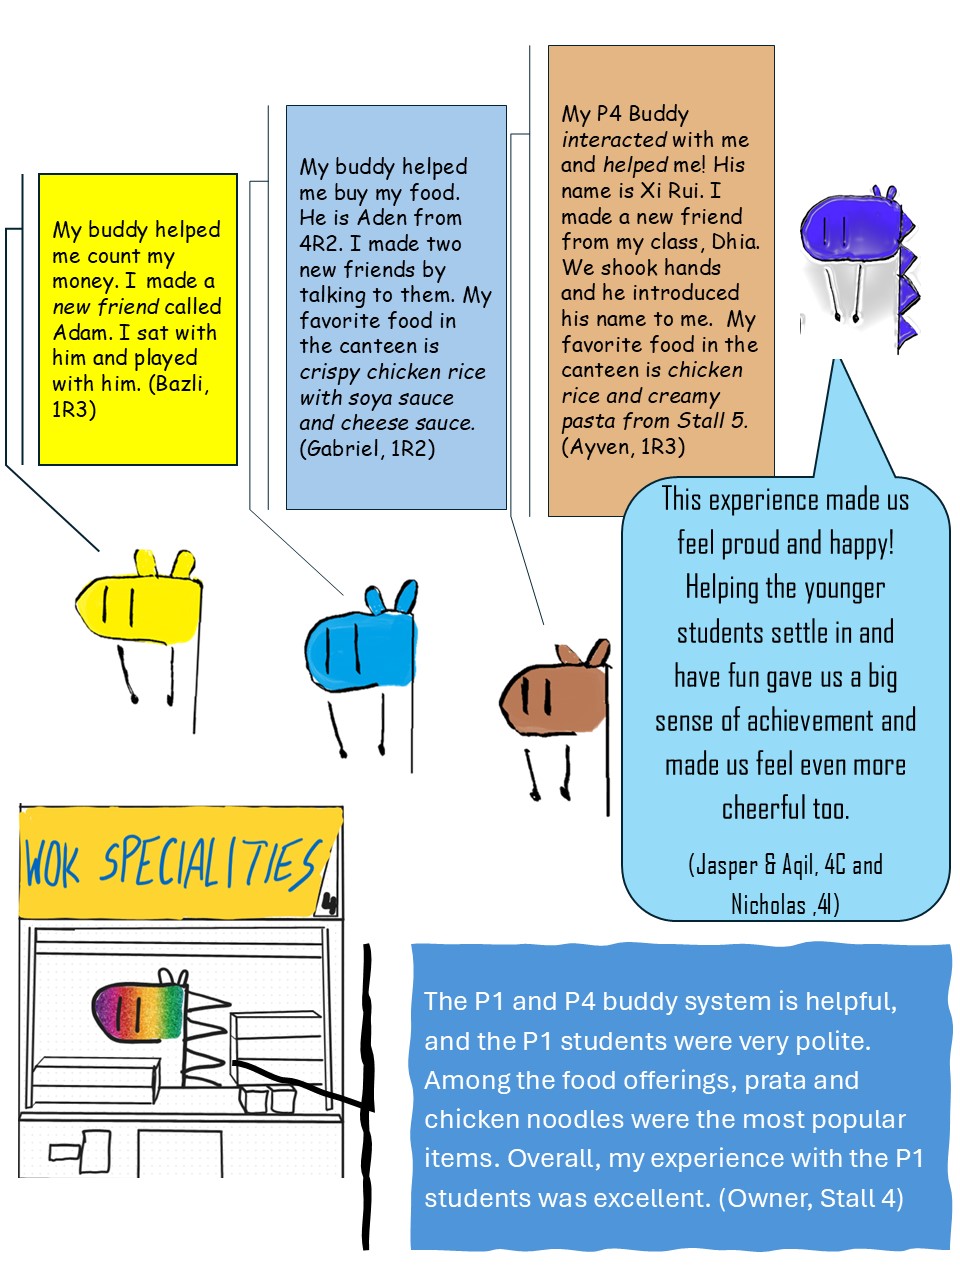 My buddy helped
me count my
money. I made a
new friend called
Adam. I sat with
him and played
with him. (Bazli,
1R3)
My buddy helped
me buy my food.
He is Aden from
4R2. I made two
new friends by
talking to them. My
favorite food in
the canteen is
crispy chicken rice
with soya sauce
and cheese sauce.
(Gabriel, 1R2)
My P4 Buddy
interacted with me
and helped me! His
name is Xi Rui. I
made a new friend
from my class, Dhia.
We shook hands
and he introduced
his name to me. My
favorite food in the
canteen is chicken
rice and creamy
pasta from Stall 5.
(Ayven, 1R3)
This experience made us
feel proud and happy!
Helping the younger
students settle in and
have fun gave us a big
sense of achievement and
made us feel even more
cheerful too.
(Jasper & Aqil, 4C and
Nicholas ,4I)
WOK SPECIALITIES
4
The P1 and P4 buddy system is helpful,
and the P1 students were very polite.
Among the food offerings, prata and
chicken noodles were the most popular
items. Overall, my experience with the P1
students was excellent. (Owner, Stall 4)